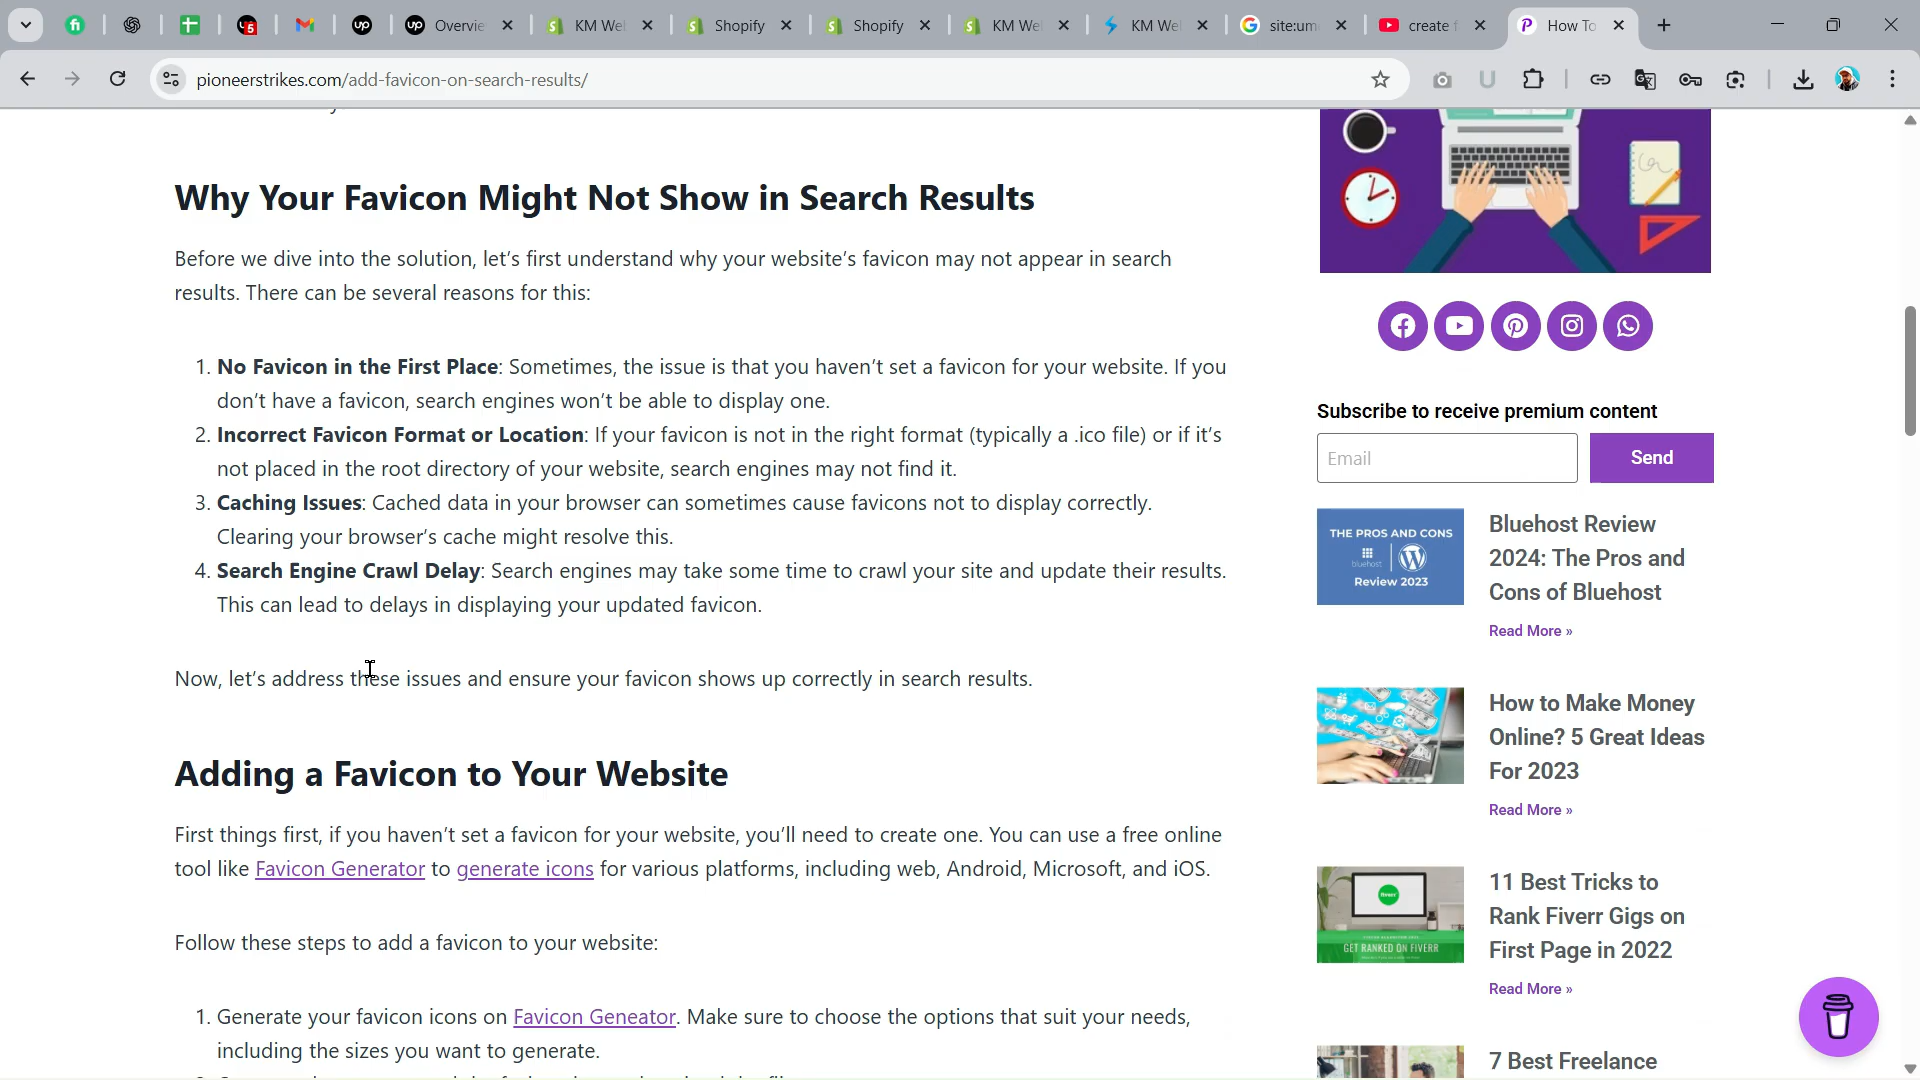 5
Overvie
KM We
Shopify
Shopify
KM We
KM We
site:um
create f
How To
pioneerstrikes.com/add-favicon-on-search-results/
Why Your Favicon Might Not Show in Search Results
Before we dive into the solution, let's first understand why your website's favicon may not appear in search
results. There can be several reasons for this:
1. No Favicon in the First Place: Sometimes, the issue is that you haven't set a favicon for your website. If you
don't have a favicon, search engines won't be able to display one.
2. Incorrect Favicon Format or Location: If your favicon is not in the right format (typically a .ico file) or if it's
not placed in the root directory of your website, search engines may not find it.
3. Caching Issues: Cached data in your browser can sometimes cause favicons not to display correctly.
Clearing your browser's cache might resolve this.
4. Search Engine Crawl Delay: Search engines may take some time to crawl your site and update their results.
This can lead to delays in displaying your updated favicon.
Now, let's address these issues and ensure your favicon shows up correctly in search results.
Adding a Favicon to Your Website
First things first, if you haven't set a favicon for your website, you'll need to create one. You can use a free online
tool like Favicon Generator to generate icons for various platforms, including web, Android, Microsoft, and iOS.
Follow these steps to add a favicon to your website:
1. Generate your favicon icons on Favicon Geneator. Make sure to choose the options that suit your needs,
including the sizes you want to generate.
Subscribe to receive premium content
Email
Send
THE PROS AND CONS
bluehost
Review 2023
Bluehost Review
2024: The Pros and
Cons of Bluehost
Read More »
How to Make Money
Online? 5 Great Ideas
For 2023
Read More »
fiverr
GET RANKED ON FIVERR
11 Best Tricks to
Rank Fiverr Gigs on
First Page in 2022
Read More »
7 Best Freelance